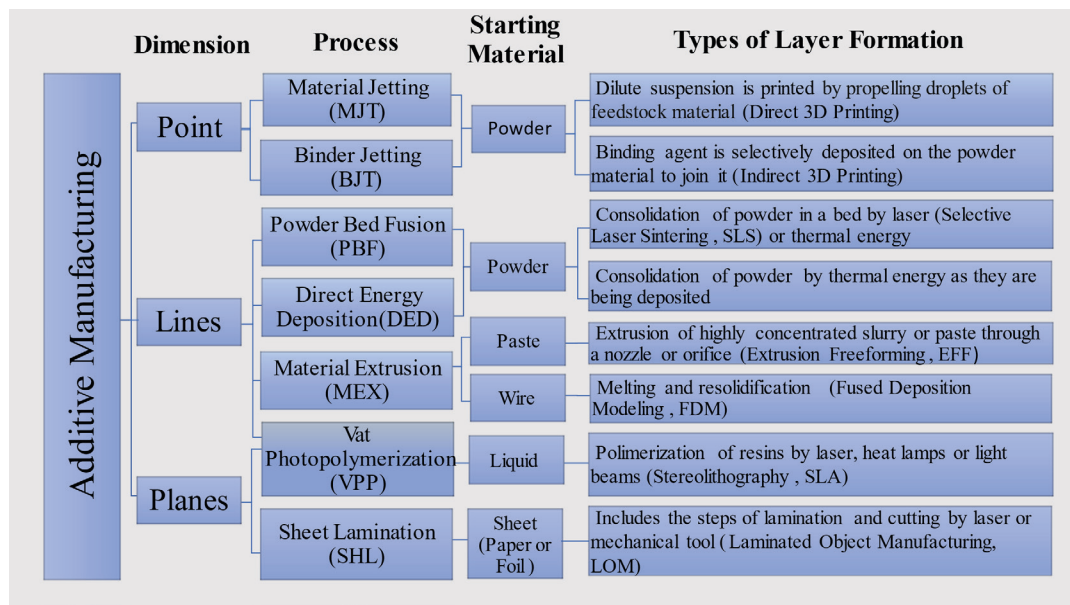 Dimension
Process
Starting
Material
Types of Layer Formation
Additive Manufacturing
Point
Material Jetting
(MJT)
Binder Jetting
(BJT)
Powder
Dilute suspension is printed by propelling droplets of
feedstock material (Direct 3D Printing)
Binding agent is selectively deposited on the powder
material to join it (Indirect 3D Printing)
Lines
Powder Bed Fusion
(PBF)
Direct Energy
Deposition(DED)
Powder
Consolidation of powder in a bed by laser (Selective
Laser Sintering , SLS) or thermal energy
Consolidation of powder by thermal energy as they are
being deposited
Material Extrusion
(MEX)
Paste
Extrusion of highly concentrated slurry or paste through
a nozzle or orifice (Extrusion Freeforming , EFF)
Wire
Melting and resolidification (Fused Deposition
Modeling , FDM)
Planes
Vat
Photopolymerization
(VPP)
Liquid
Polimerization of resins by laser, heat lamps or light
beams (Stereolithography , SLA)
Sheet Lamination
(SHL)
Sheet
(Paper or
Foil )
Includes the steps of lamination and cutting by laser or
mechanical tool ( Laminated Object Manufacturing,
LOM)